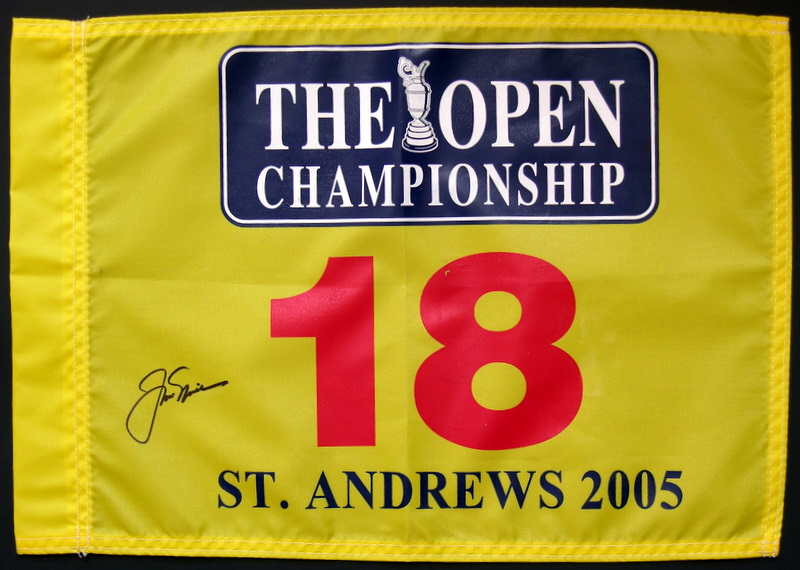 THE OPEN
CHAMPIONSHIP
18
ST. ANDREWS 2005